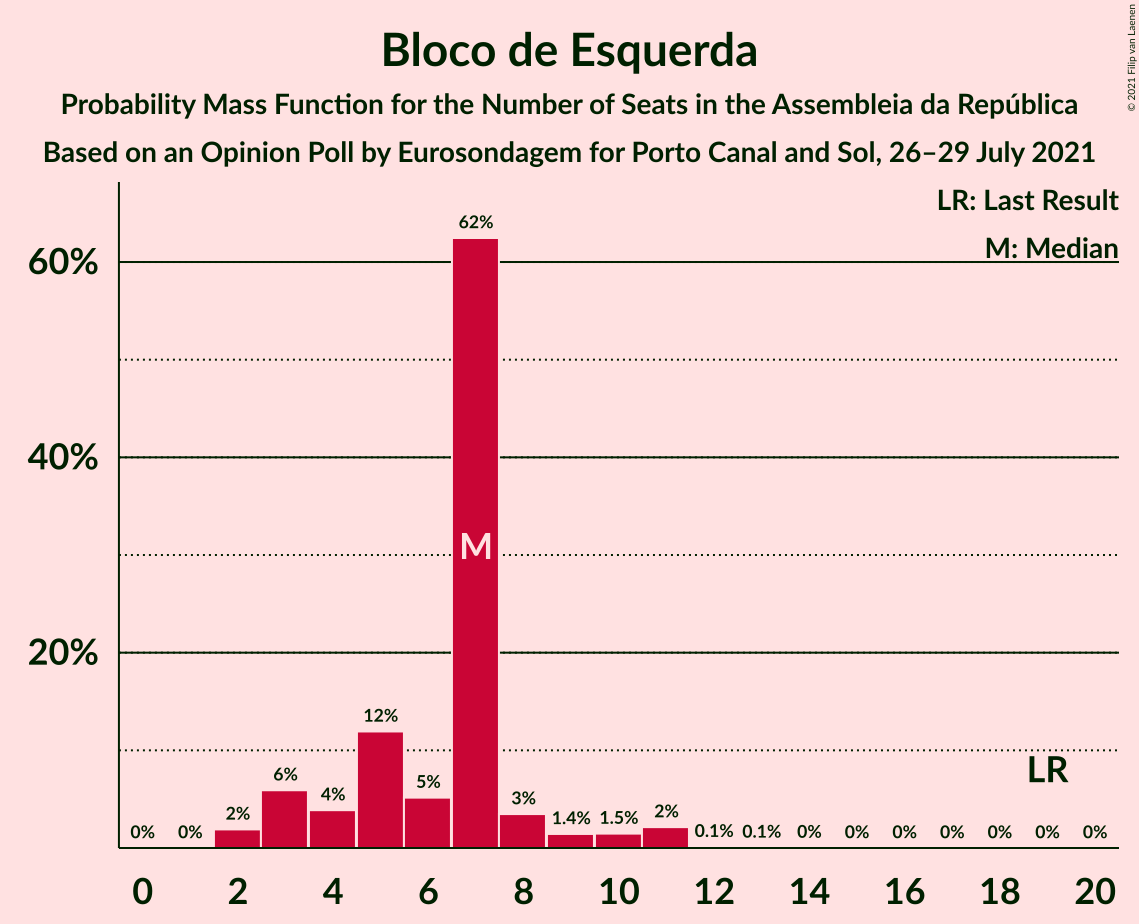 Bloco de Esquerda
Probability Mass Function for the Number of Seats in the Assembleia da República
Based on an Opinion Poll by Eurosondagem for Porto Canal and Sol, 26–29 July 2021
© 2021 Filip van Laenen
LR: Last Result
M: Median
60%
40%
20%
0% 0% 2% 6% 4% 12% 5% 62% 3% 1.4% 1.5% 2% 0.1% 0.1% 0% 0% 0% 0% 0% 0% 0%
M
LR
0 2 4 6 8 10 12 14 16 18 20